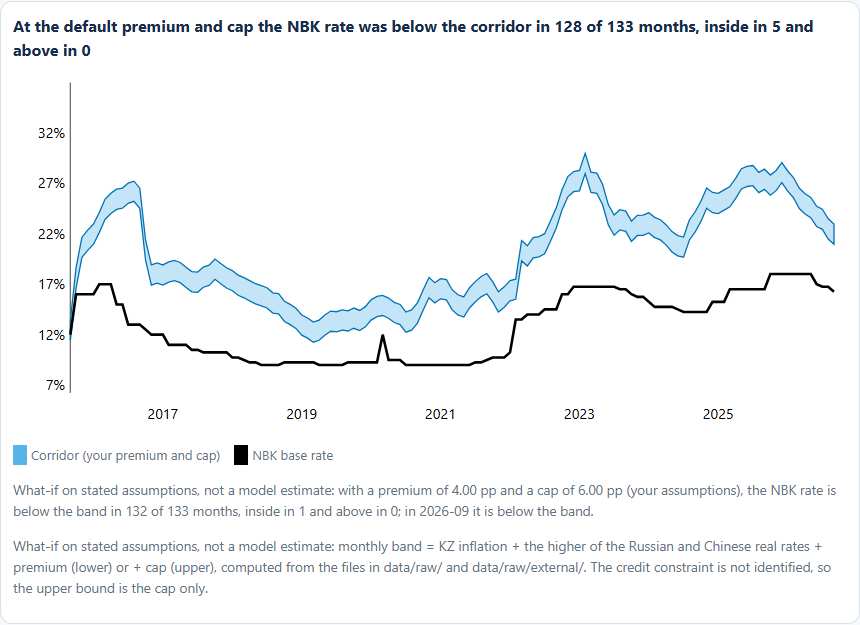 At the default premium and cap the NBK rate was below the corridor in 128 of 133 months, inside in 5 and
above in 0
32%
27%
22%
17%
12%
7%
2017 2019 2021 2023 2025
Corridor (your premium and cap) NBK base rate
What-if on stated assumptions, not a model estimate: with a premium of 4.00 pp and a cap of 6.00 pp (your assumptions), the NBK rate is
below the band in 132 of 133 months, inside in 1 and above in 0; in 2026-09 it is below the band.
What-if on stated assumptions, not a model estimate: monthly band = KZ inflation + the higher of the Russian and Chinese real rates +
premium (lower) or + cap (upper), computed from the files in data/raw/ and data/raw/external/. The credit constraint is not identified, so
the upper bound is the cap only.